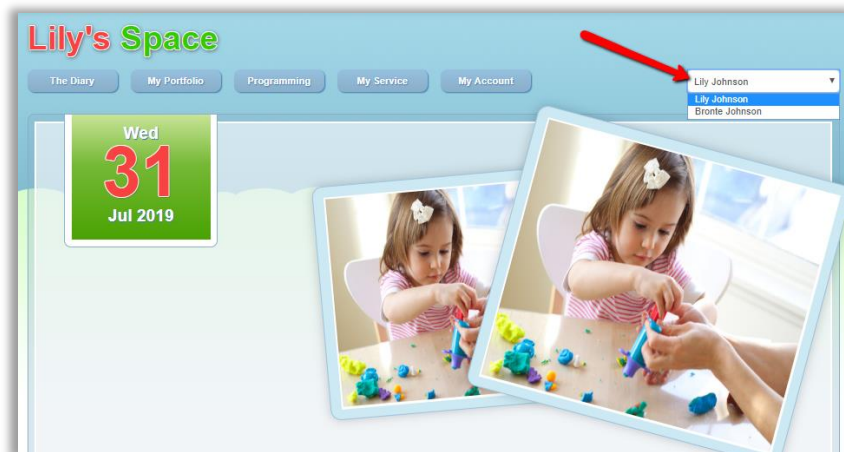 Lily's Space
The Diary My Portfolio Programming My Service My Account Lily Johnson
Lily Johnson
Bronte Johnson
Wed
31
Jul 2019